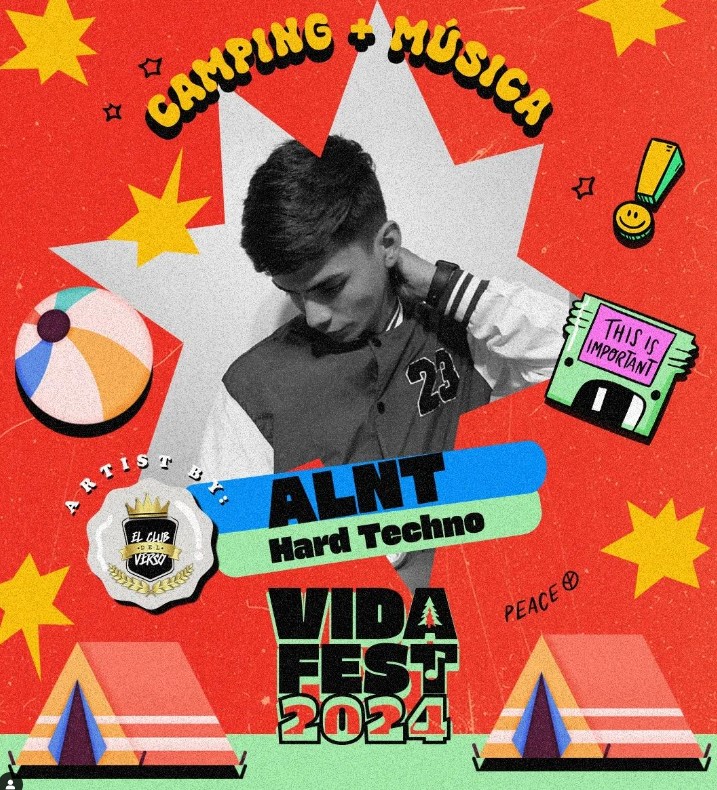 CAMPING + MÚSICA
THIS IS
IMPORTANT
23
ARTIST BY:
EL CLUB
DEL
VERSO
ALNT
Hard Techno
PEACE
VIDA
FEST
2024